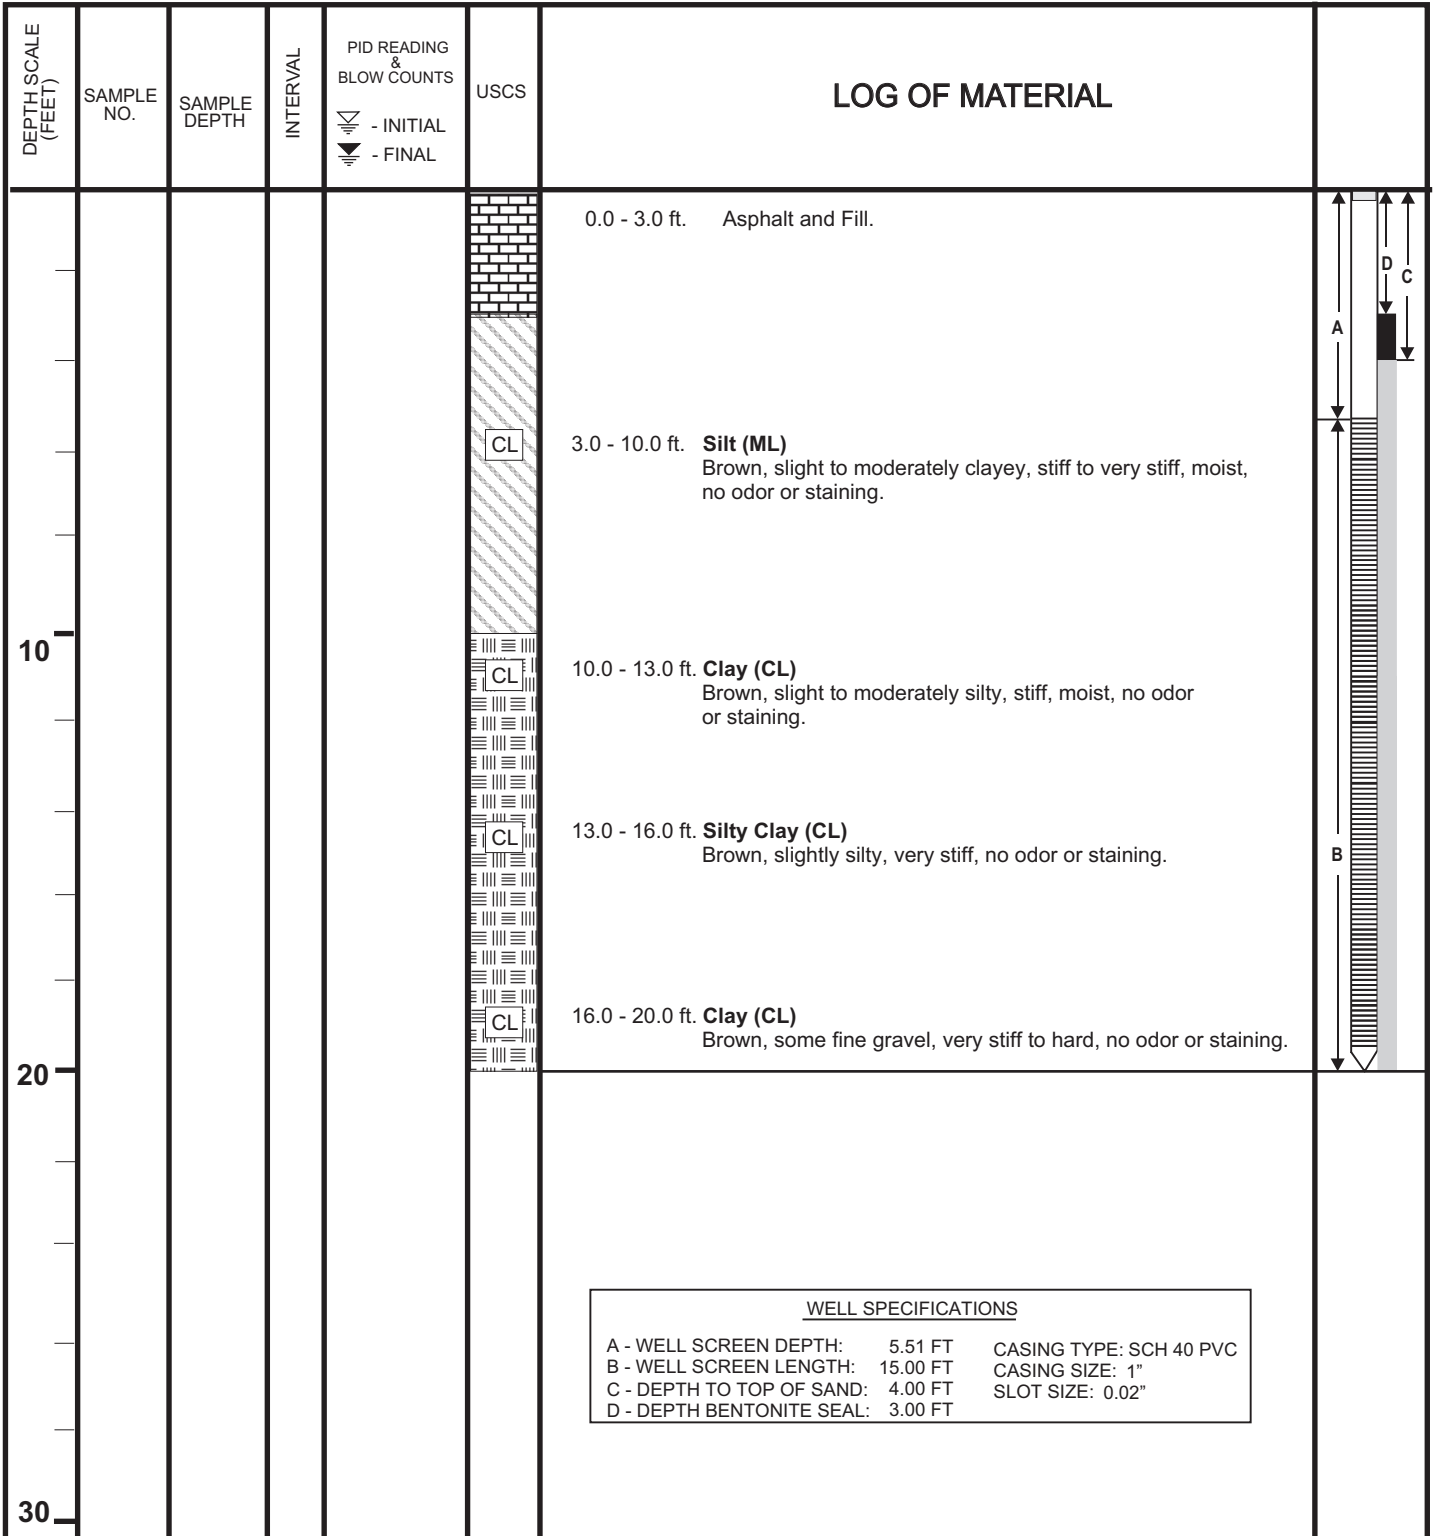 DEPTH SCALE
(FEET)
SAMPLE
NO.
SAMPLE
DEPTH
INTERVAL
PID READING
&
BLOW COUNTS
- INITIAL
- FINAL
USCS
LOG OF MATERIAL
0.0 - 3.0 ft. Asphalt and Fill.
D
C
A
CL
3.0 - 10.0 ft. Silt (ML)
Brown, slight to moderately clayey, stiff to very stiff, moist,
no odor or staining.
10
CL
10.0 - 13.0 ft. Clay (CL)
Brown, slight to moderately silty, stiff, moist, no odor
or staining.
CL
13.0 - 16.0 ft. Silty Clay (CL)
Brown, slightly silty, very stiff, no odor or staining.
B
CL
16.0 - 20.0 ft. Clay (CL)
Brown, some fine gravel, very stiff to hard, no odor or staining.
20
WELL SPECIFICATIONS
A - WELL SCREEN DEPTH: 5.51 FT CASING TYPE: SCH 40 PVC
B - WELL SCREEN LENGTH: 15.00 FT CASING SIZE: 1”
C - DEPTH TO TOP OF SAND: 4.00 FT SLOT SIZE: 0.02”
D - DEPTH BENTONITE SEAL: 3.00 FT
30